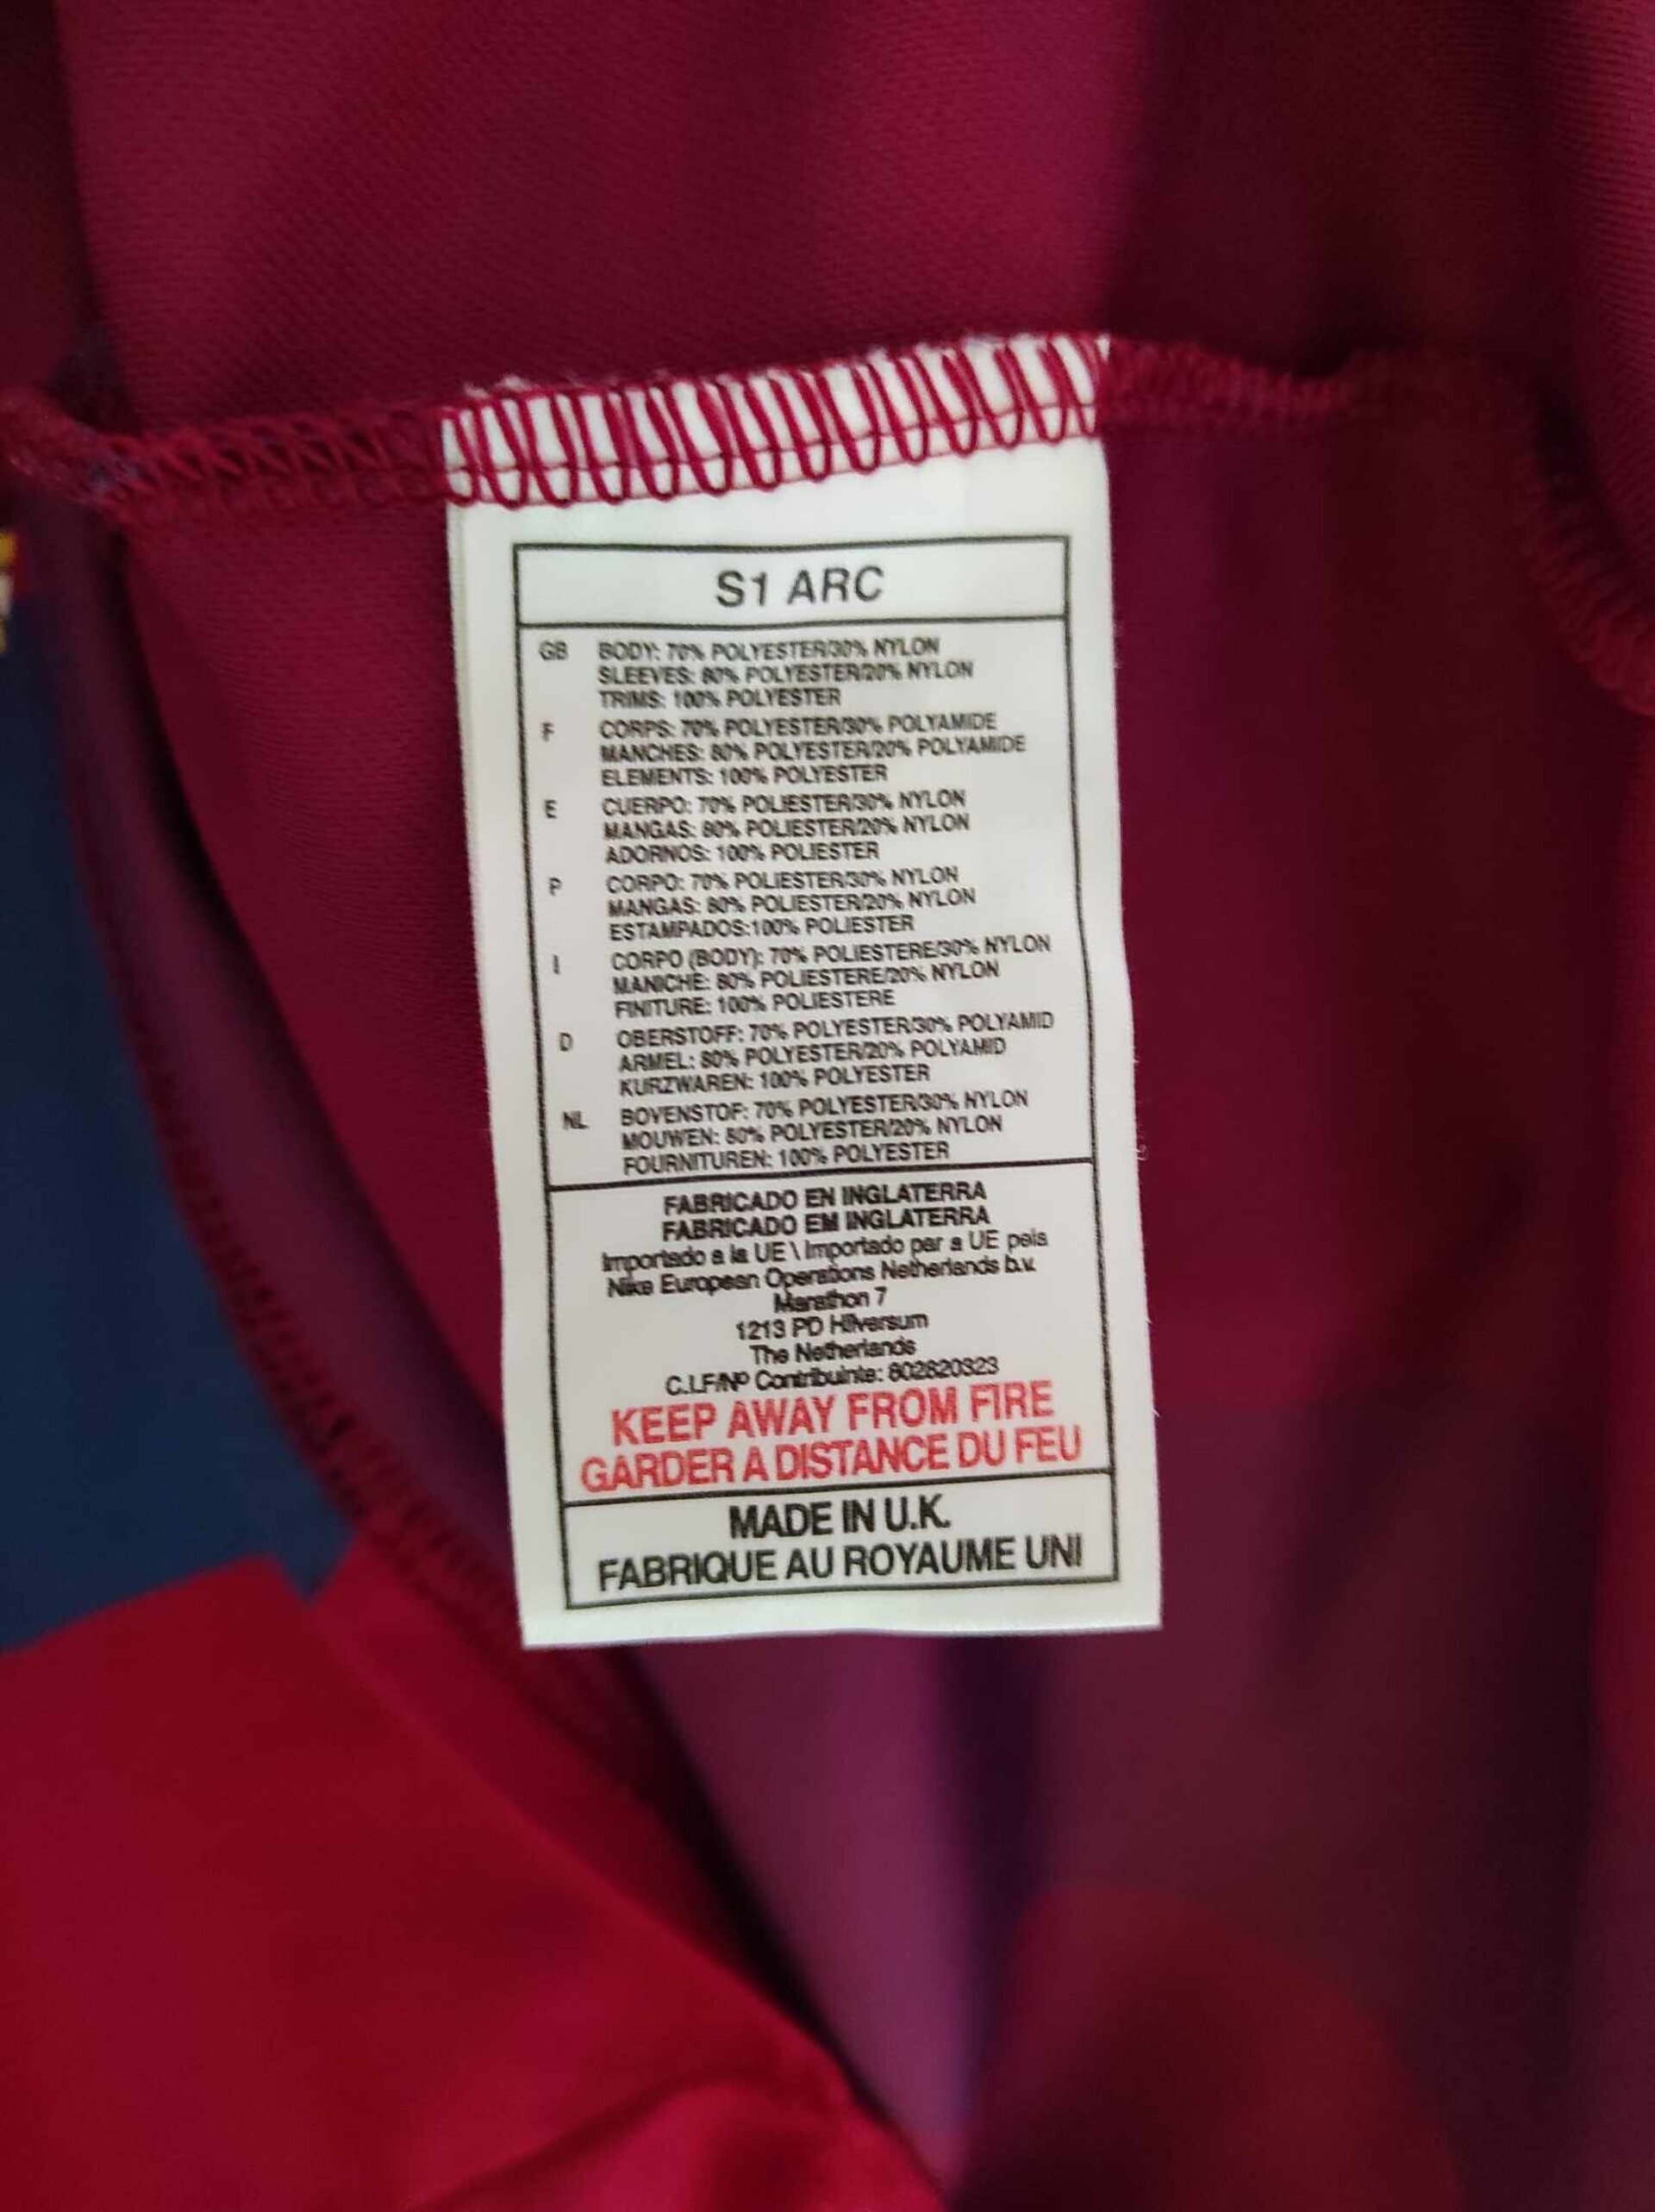 S1 ARC
GB BODY: 70% POLYESTER/30% NYLON
SLEEVES: 80% POLYESTER/20% NYLON
TRIMS: 100% POLYESTER
F CORPS: 70% POLYESTER/30% POLYAMIDE
MANCHES: 80% POLYESTER/20% POLYAMIDE
ELEMENTS: 100% POLYESTER
E CUERPO: 70% POLIESTER/30% NYLON
MANGAS: 80% POLIESTER/20% NYLON
ADORNOS: 100% POLIESTER
P CORPO: 70% POLIESTER/30% NYLON
MANGAS: 80% POLIESTER/20% NYLON
ESTAMPADOS:100% POLIESTER
I CORPO (BODY): 70% POLIESTERE/30% NYLON
MANICHE: 80% POLIESTERE/20% NYLON
FINITURE: 100% POLIESTERE
D OBERSTOFF: 70% POLYESTER/30% POLYAMID
ARMEL: 80% POLYESTER/20% POLYAMID
KURZWAREN: 100% POLYESTER
NL BOVENSTOF: 70% POLYESTER/30% NYLON
MOUWEN: 80% POLYESTER/20% NYLON
FOURNITUREN: 100% POLYESTER
FABRICADO EN INGLATERRA
FABRICADO EM INGLATERRA
Importado a la UE \ Importado par a UE pela
Nike European Operations Netherlands b.v.
Marathon 7
1213 PD Hilversum
The Netherlands
C.I.F/Nº Contribuinte: 802820323
KEEP AWAY FROM FIRE
GARDER A DISTANCE DU FEU
MADE IN U.K.
FABRIQUE AU ROYAUME UNI